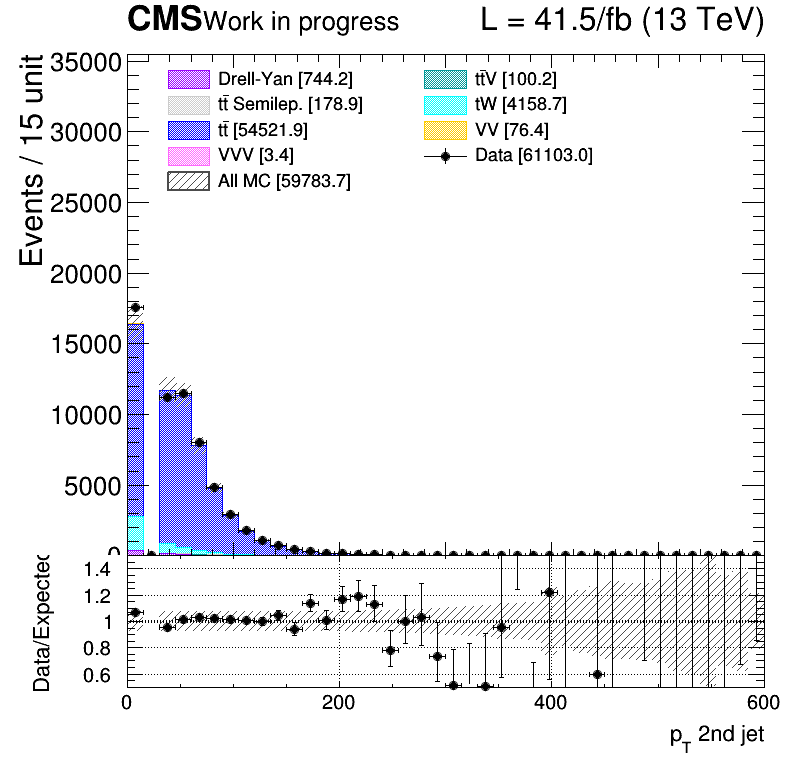 CMS Work in progress L = 41.5/fb (13 TeV)
Events / 15 unit
35000
30000
25000
20000
15000
10000
5000
0
Drell-Yan [744.2]
tt̄ Semilep. [178.9]
tt̄ [54521.9]
VVV [3.4]
All MC [59783.7]
tt̄V [100.2]
tW [4158.7]
VV [76.4]
Data [61103.0]
Data/Expected
1.4
1.2
1
0.8
0.6
0 200 400 600
p_T 2nd jet